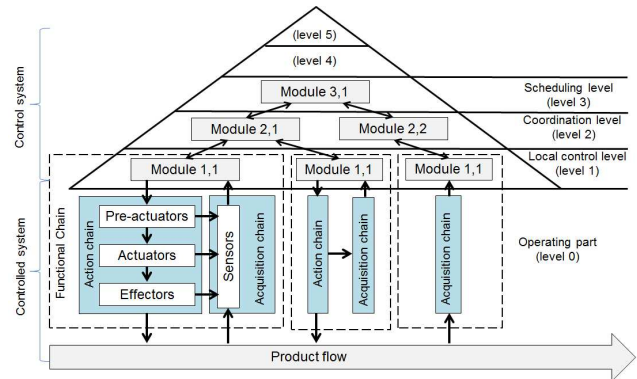 (level 5)
(level 4)
Scheduling level
(level 3)
Module 3,1
Coordination level
(level 2)
Module 2,1
Module 2,2
Local control level
(level 1)
Module 1,1
Module 1,1
Module 1,1
Control system
Controlled system
Functional Chain
Action chain
Pre-actuators
Actuators
Effectors
Sensors
Acquisition chain
Action chain
Acquisition chain
Acquisition chain
Operating part
(level 0)
Product flow